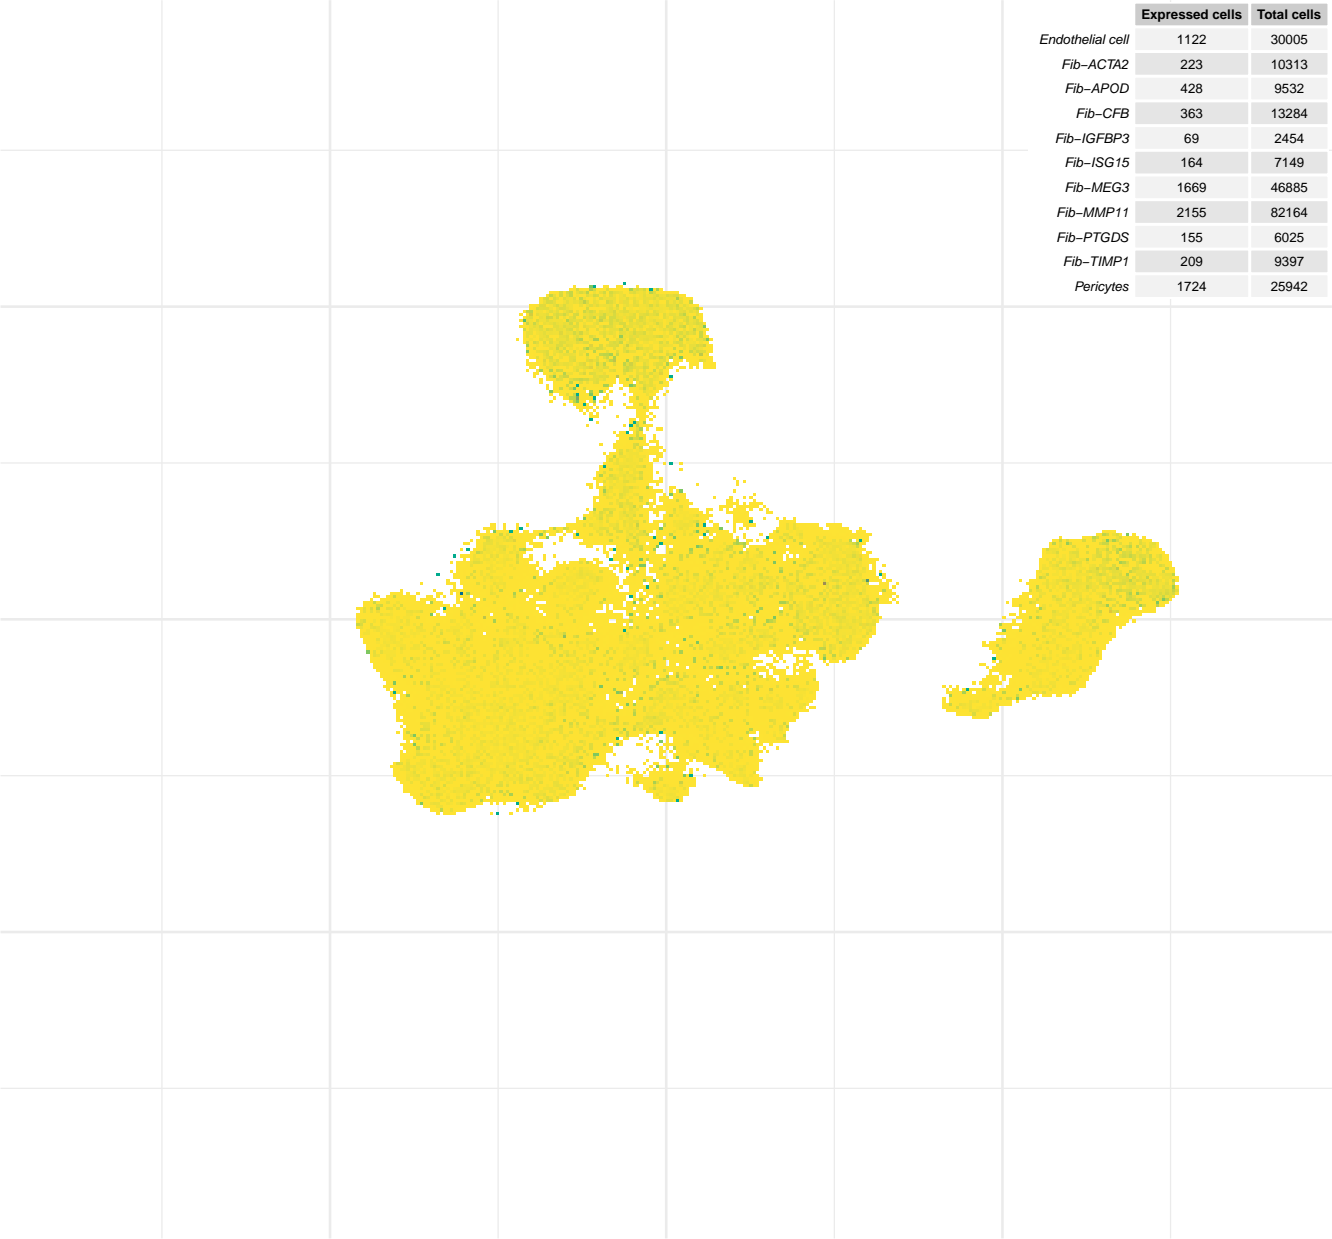 Expressed cells Total cells
Endothelial cell 1122 30005
Fib−ACTA2 223 10313
Fib−APOD 428 9532
Fib−CFB 363 13284
Fib−IGFBP3 69 2454
Fib−ISG15 164 7149
Fib−MEG3 1669 46885
Fib−MMP11 2155 82164
Fib−PTGDS 155 6025
Fib−TIMP1 209 9397
Pericytes 1724 25942